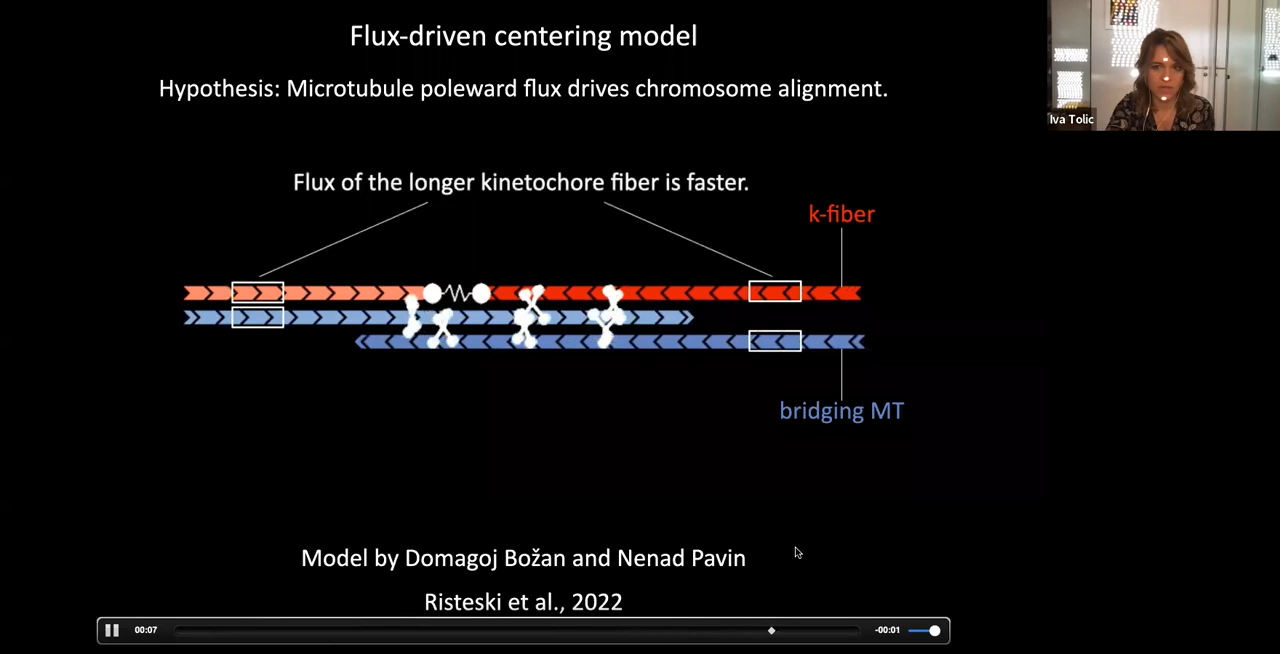 Flux-driven centering model
Hypothesis: Microtubule poleward flux drives chromosome alignment.
Iva Tolic
Flux of the longer kinetochore fiber is faster.
k-fiber
bridging MT
Model by Domagoj Božan and Nenad Pavin
Risteski et al., 2022
00:07
-00:01